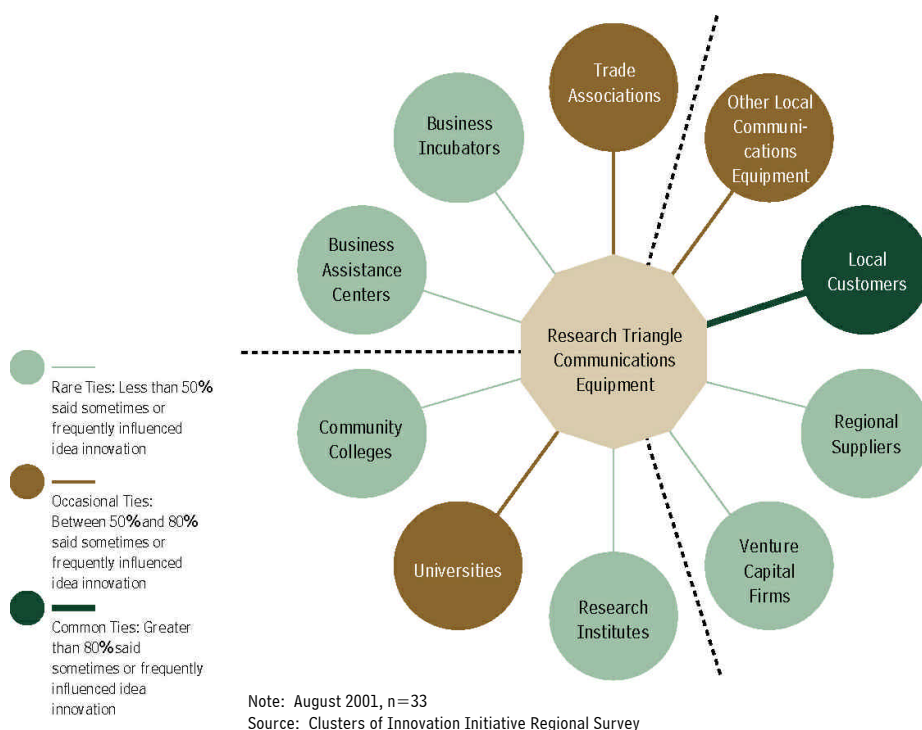 Trade
Associations
Other Local
Communi-
cations
Equipment
Business
Incubators
Business
Assistance
Centers
Local
Customers
Research Triangle
Communications
Equipment
Community
Colleges
Regional
Suppliers
Universities
Research
Institutes
Venture
Capital
Firms
Rare Ties: Less than 50%
said sometimes or
frequently influenced
idea innovation
Occasional Ties:
Between 50% and 80%
said sometimes or
frequently influenced
idea innovation
Common Ties: Greater
than 80% said
sometimes or frequently
influenced idea
innovation
Note: August 2001, n=33
Source: Clusters of Innovation Initiative Regional Survey